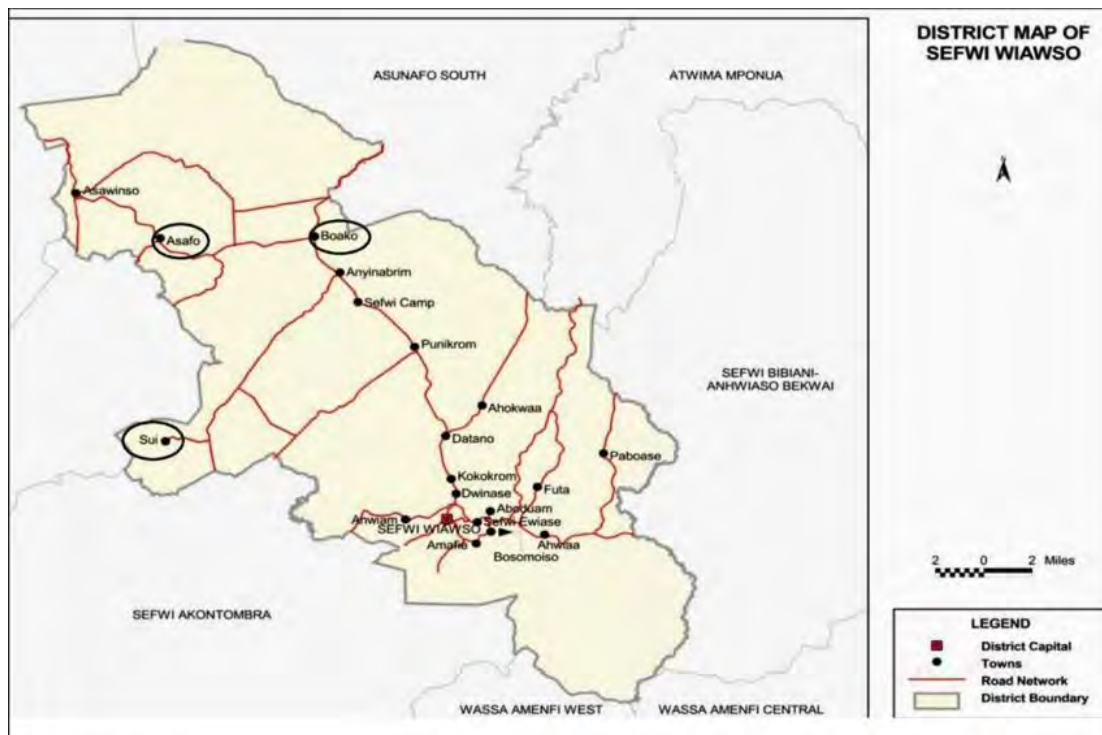 DISTRICT MAP OF
SEFWI WIAWSO
ASUNAFO SOUTH
ATWIMA MPONUA
N
Asawinso
Asafo
Boako
Anyinabrim
Sefwi Camp
Punikrom
SEFWI BIBIANI-
ANHWIASO BEKWAI
Ahokwaa
Sui
Datano
Paboase
Kokokrom
Futa
Dwinase
Aboduam
Anwiam
Sefwi Ewiase
SEFWI WIAWSO
Amafie
Ahwiaa
Bosomoiso
2 0 2 Miles
SEFWI AKONTOMBRA
LEGEND
District Capital
Towns
Road Network
District Boundary
WASSA AMENFI WEST
WASSA AMENFI CENTRAL